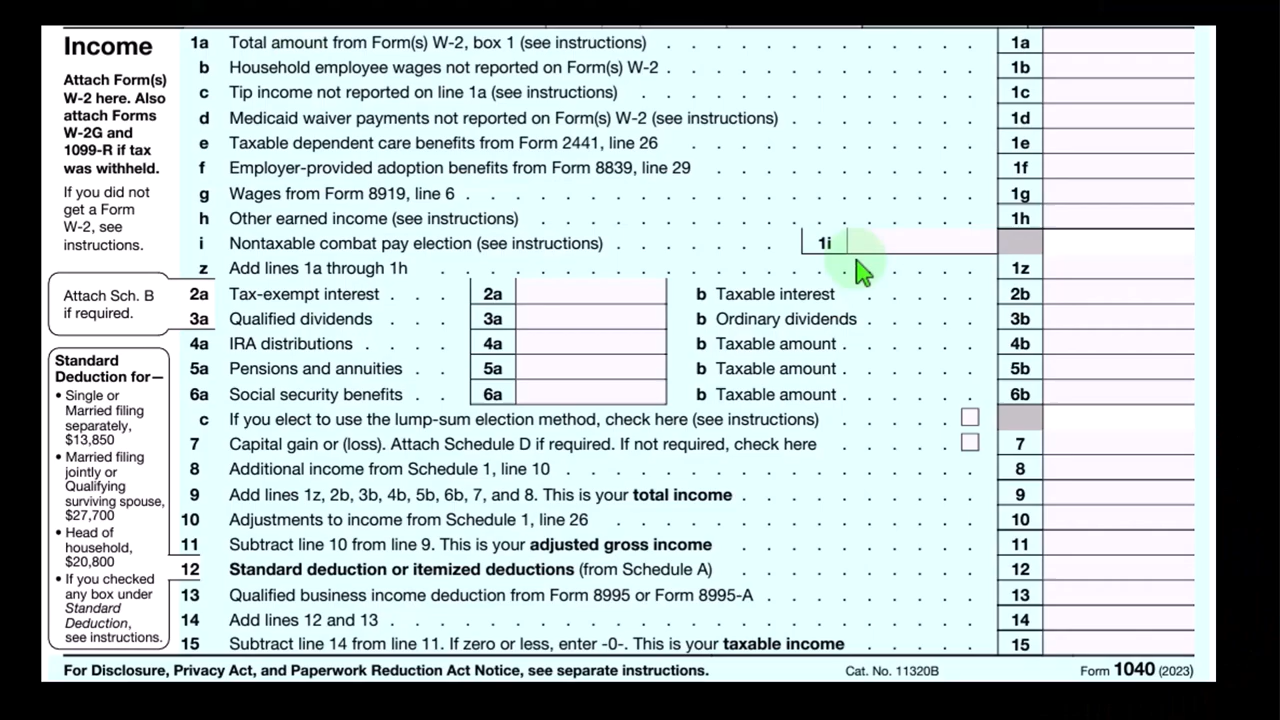 Income
Attach Form(s)
W-2 here. Also
attach Forms
W-2G and
1099-R if tax
was withheld.
If you did not
get a Form
W-2, see
instructions.
1a Total amount from Form(s) W-2, box 1 (see instructions) . . . . . . . . . . . . . 1a
b Household employee wages not reported on Form(s) W-2 . . . . . . . . . . . . . 1b
c Tip income not reported on line 1a (see instructions) . . . . . . . . . . . . . . 1c
d Medicaid waiver payments not reported on Form(s) W-2 (see instructions) . . . . . . . . 1d
e Taxable dependent care benefits from Form 2441, line 26 . . . . . . . . . . . . . 1e
f Employer-provided adoption benefits from Form 8839, line 29 . . . . . . . . . . . 1f
g Wages from Form 8919, line 6 . . . . . . . . . . . . . . . . . . . . . 1g
h Other earned income (see instructions) . . . . . . . . . . . . . . . . . . 1h
i Nontaxable combat pay election (see instructions) . . . . . . . 1i
z Add lines 1a through 1h . . . . . . . . . . . . . . . . . . . . . . 1z
Attach Sch. B
if required.
2a Tax-exempt interest . . . 2a b Taxable interest . . . . . 2b
3a Qualified dividends . . . 3a b Ordinary dividends . . . . . 3b
4a IRA distributions . . . . 4a b Taxable amount . . . . . . 4b
5a Pensions and annuities . . 5a b Taxable amount . . . . . . 5b
6a Social security benefits . . 6a b Taxable amount . . . . . . 6b
c If you elect to use the lump-sum election method, check here (see instructions) . . . . .
7 Capital gain or (loss). Attach Schedule D if required. If not required, check here . . . . . 7
8 Additional income from Schedule 1, line 10 . . . . . . . . . . . . . . . . . 8
9 Add lines 1z, 2b, 3b, 4b, 5b, 6b, 7, and 8. This is your total income . . . . . . . . . . 9
10 Adjustments to income from Schedule 1, line 26 . . . . . . . . . . . . . . . 10
11 Subtract line 10 from line 9. This is your adjusted gross income . . . . . . . . . . 11
12 Standard deduction or itemized deductions (from Schedule A) . . . . . . . . . . 12
13 Qualified business income deduction from Form 8995 or Form 8995-A . . . . . . . . . 13
14 Add lines 12 and 13 . . . . . . . . . . . . . . . . . . . . . . . . 14
15 Subtract line 14 from line 11. If zero or less, enter -0-. This is your taxable income . . . . . 15
Standard
Deduction for—
• Single or
Married filing
separately,
$13,850
• Married filing
jointly or
Qualifying
surviving spouse,
$27,700
• Head of
household,
$20,800
• If you checked
any box under
Standard
Deduction,
see instructions.
For Disclosure, Privacy Act, and Paperwork Reduction Act Notice, see separate instructions. Cat. No. 11320B Form 1040 (2023)